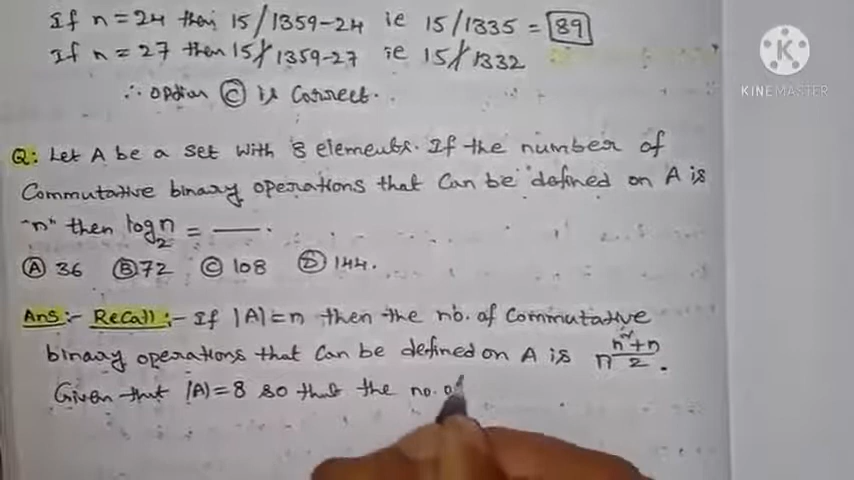 If n = 24 then 15/1359-24 ie 15/1335 = 89
If n = 27 then 15∤1359-27 ie 15∤1332
∴ option Ⓒ is correct.
Q: Let A be a set with 8 elements. If the number of
Commutative binary operations that can be defined on A is
"n" then log₂n = ___.
Ⓐ 36 Ⓑ 72 Ⓒ 108 Ⓓ 144.
Ans:- Recall:- If |A|=n then the no. of Commutative
binary operations that can be defined on A is n^((n²+n)/2).
Given that |A|=8 so that the no. of
KINEMASTER